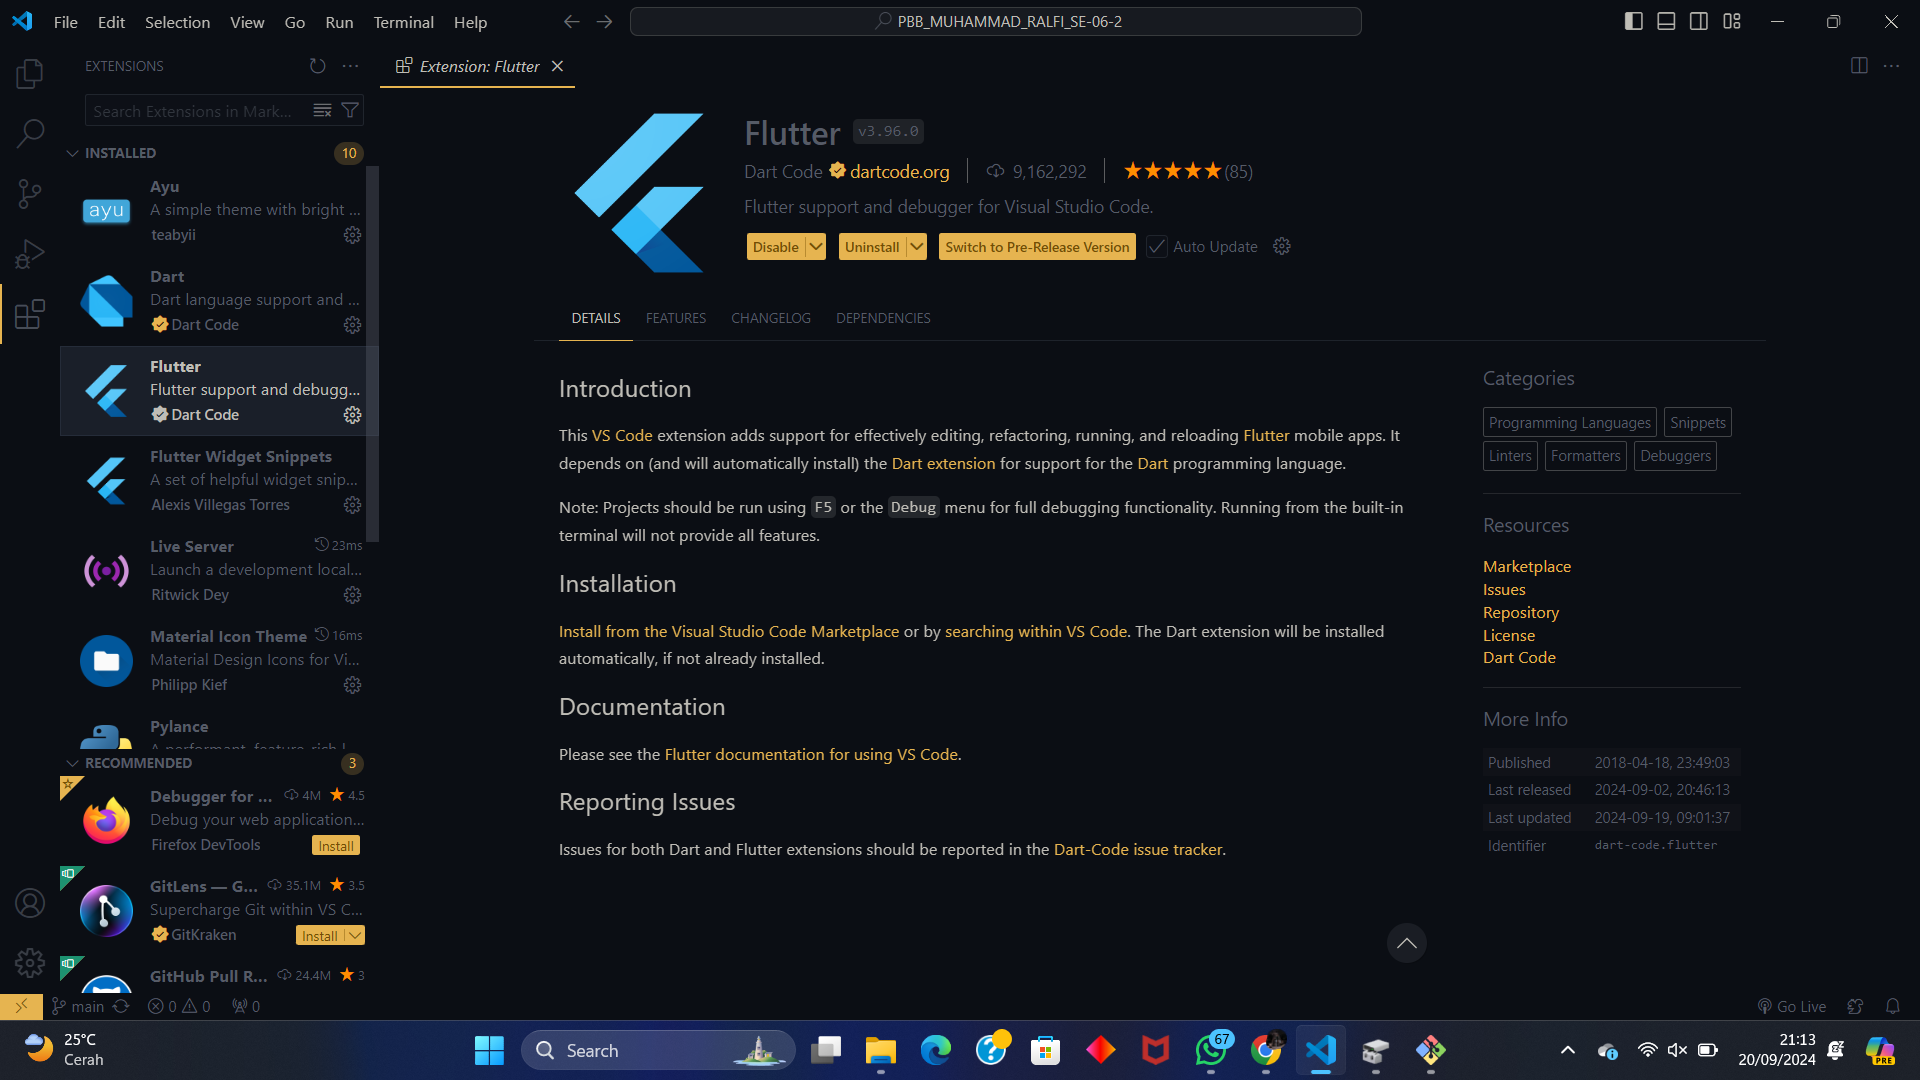 File Edit Selection View Go Run Terminal Help
PBB_MUHAMMAD_RALFI_SE-06-2
EXTENSIONS
Search Extensions in Mark...
INSTALLED 10
Ayu
A simple theme with bright ...
teabyii
ayu
Dart
Dart language support and ...
Dart Code
Flutter
Flutter support and debugg...
Dart Code
Flutter Widget Snippets
A set of helpful widget snip...
Alexis Villegas Torres
Live Server 23ms
Launch a development local...
Ritwick Dey
Material Icon Theme 16ms
Material Design Icons for Vi...
Philipp Kief
Pylance
RECOMMENDED 3
Debugger for ... 4M 4.5
Debug your web application...
Firefox DevTools Install
GitLens — G... 35.1M 3.5
Supercharge Git within VS C...
GitKraken Install
GitHub Pull R... 24.4M 3
Extension: Flutter
Flutter v3.96.0
Dart Code dartcode.org 9,162,292 (85)
Flutter support and debugger for Visual Studio Code.
Disable Uninstall Switch to Pre-Release Version Auto Update
DETAILS FEATURES CHANGELOG DEPENDENCIES
Introduction
This VS Code extension adds support for effectively editing, refactoring, running, and reloading Flutter mobile apps. It
depends on (and will automatically install) the Dart extension for support for the Dart programming language.
Note: Projects should be run using F5 or the Debug menu for full debugging functionality. Running from the built-in
terminal will not provide all features.
Installation
Install from the Visual Studio Code Marketplace or by searching within VS Code. The Dart extension will be installed
automatically, if not already installed.
Documentation
Please see the Flutter documentation for using VS Code.
Reporting Issues
Issues for both Dart and Flutter extensions should be reported in the Dart-Code issue tracker.
Categories
Programming Languages Snippets
Linters Formatters Debuggers
Resources
Marketplace
Issues
Repository
License
Dart Code
More Info
Published 2018-04-18, 23:49:03
Last released 2024-09-02, 20:46:13
Last updated 2024-09-19, 09:01:37
Identifier dart-code.flutter
main 0 0 0
Go Live
25°C
Cerah
Search
67
21:13
20/09/2024
PRE